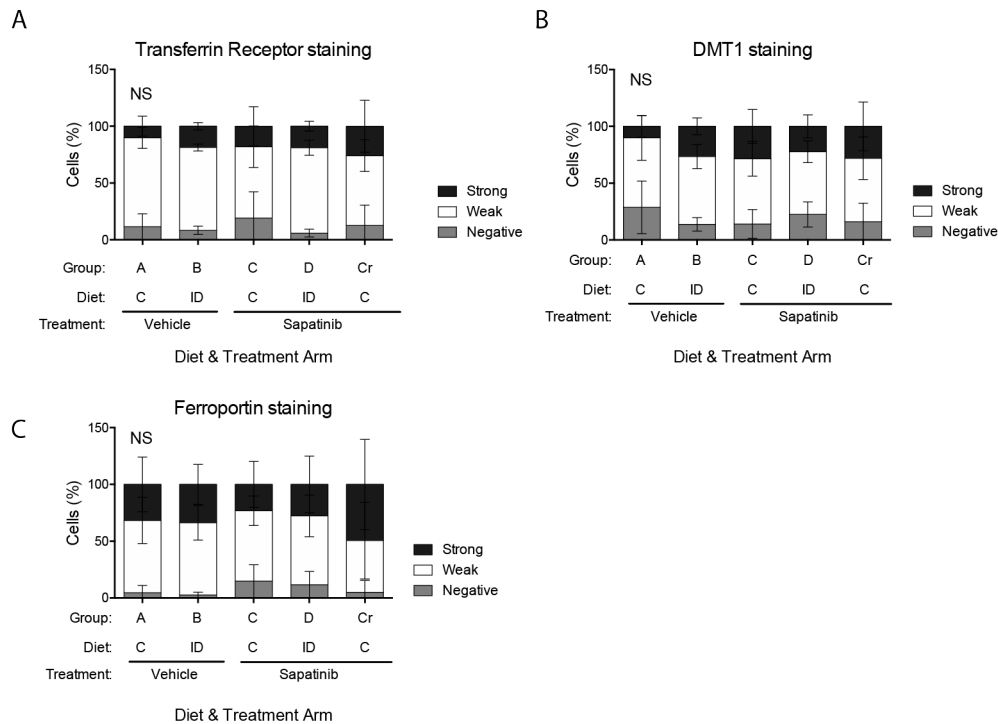 A
Transferrin Receptor staining
150
100
50
0
Cells (%)
NS
Strong
Weak
Negative
Group: A B C D Cr
Diet: C ID C ID C
Treatment: Vehicle Sapatinib
Diet & Treatment Arm
B
DMT1 staining
150
100
50
0
Cells (%)
NS
Strong
Weak
Negative
Group: A B C D Cr
Diet: C ID C ID C
Treatment: Vehicle Sapatinib
Diet & Treatment Arm
C
Ferroportin staining
150
100
50
0
Cells (%)
NS
Strong
Weak
Negative
Group: A B C D Cr
Diet: C ID C ID C
Treatment: Vehicle Sapatinib
Diet & Treatment Arm